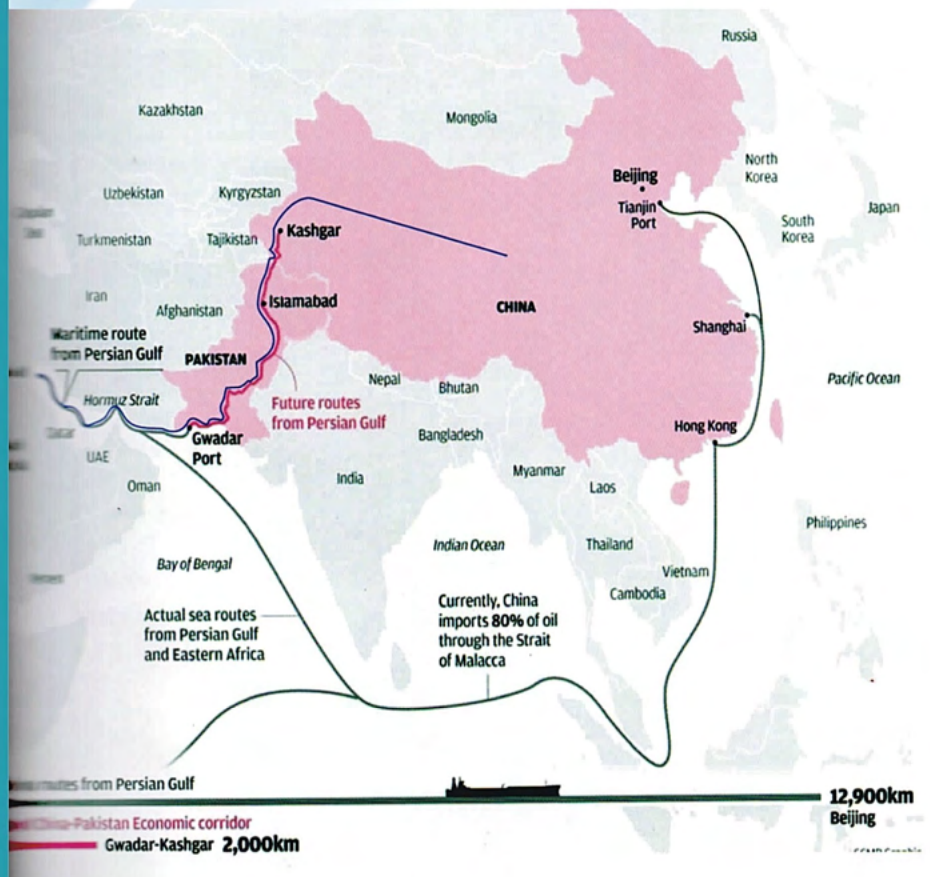 Russia
Kazakhstan
Mongolia
North
Korea
Beijing
Uzbekistan
Kyrgyzstan
Tianjin
Port
Japan
South
Korea
Kashgar
Turkmenistan
Tajikistan
Iran
Islamabad
Afghanistan
CHINA
Shanghai
Maritime route
from Persian Gulf
PAKISTAN
Nepal
Bhutan
Pacific Ocean
Hormuz Strait
Future routes
from Persian Gulf
Hong Kong
Qatar
Gwadar
Port
Bangladesh
UAE
Myanmar
India
Oman
Laos
Philippines
Indian Ocean
Thailand
Bay of Bengal
Vietnam
Yemen
Cambodia
Actual sea routes
from Persian Gulf
and Eastern Africa
Currently, China
imports 80% of oil
through the Strait
of Malacca
routes from Persian Gulf
12,900km
Beijing
China-Pakistan Economic corridor
Gwadar-Kashgar 2,000km